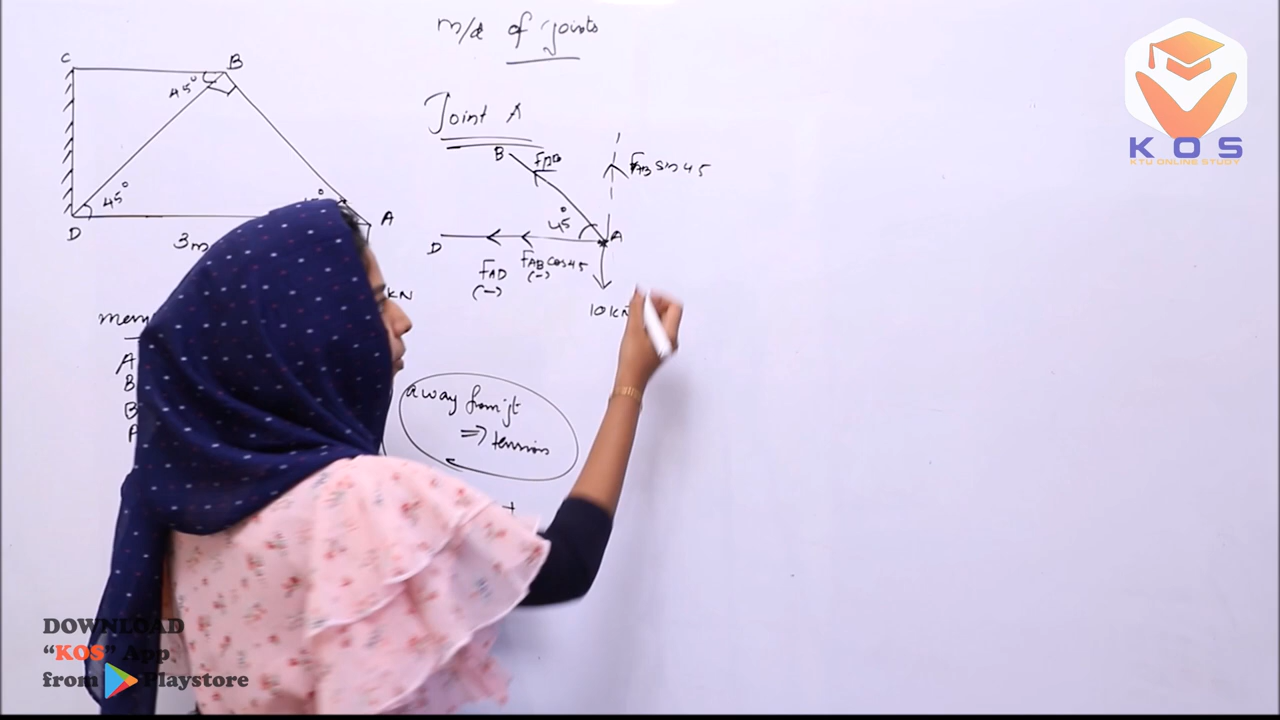 m/d of joints
C
B
45°
45°
D
3m
A
KN
mem
A
B
B
Joint A
B
FAB
45°
FAB sin 45
D
A
FAD
(-)
FAB cos 45
(-)
10 KN
away from jt
⇒ tension
+
KOS
KTU ONLINE STUDY
DOWNLOAD
“KOS” App
from Playstore